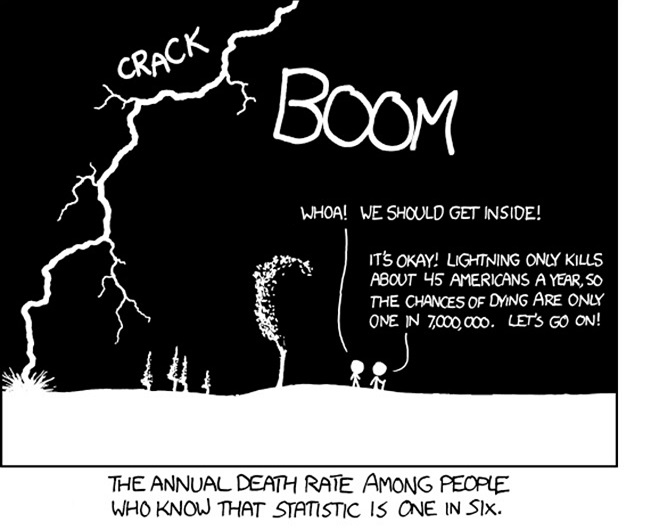 CRACK
BOOM
WHOA! WE SHOULD GET INSIDE!
IT'S OKAY! LIGHTNING ONLY KILLS
ABOUT 45 AMERICANS A YEAR, SO
THE CHANCES OF DYING ARE ONLY
ONE IN 7,000,000. LET'S GO ON!
THE ANNUAL DEATH RATE AMONG PEOPLE
WHO KNOW THAT STATISTIC IS ONE IN SIX.